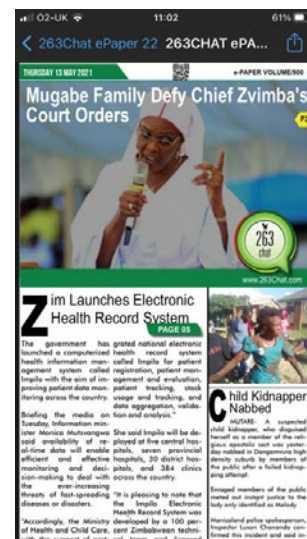 O2-UK
11:02
61%
263Chat ePaper 22 263CHAT ePA...
THURSDAY 13 MAY 2021
e-PAPER VOLUME/900
Mugabe Family Defy Chief Zvimba's
Court Orders
263
chat
www.263Chat.com
Zim Launches Electronic
Health Record System
PAGE 05
The government has
launched a computerized
health information man-
agement system called
Impilo with the aim of im-
proving patient data mon-
itoring across the country.
Briefing the media on
Tuesday, Information min-
ister Monica Mutsvangwa
said availability of re-
al-time data will enable
efficient and effective
monitoring and deci-
sion-making to deal with
the ever-increasing
threats of fast-spreading
diseases or disasters.
"Accordingly, the Ministry
of Health and Child Care,
grated national electronic
health record system
called Impilo for patient
registration, patient man-
agement and evaluation,
patient tracking, stock
usage and tracking, and
data aggregation, valida-
tion and analysis."
She said Impilo will be de-
ployed at five central hos-
pitals, seven provincial
hospitals, 30 district hos-
pitals, and 384 clinics
across the country.
"It is pleasing to note that
the Impilo Electronic
Health Record System was
developed by a 100 per-
cent Zimbabwean techni-
Child Kidnapper
Nabbed
MUTARE- A suspected
child kidnapper, who disguised
herself as a member of the reli-
gious apostolic sect was yester-
day nabbed in Dangamvura high
density suburb by members of
the public after a failed kidnap-
ping attempt.
Enraged members of the public
meted out instant justice to the
lady only identified as Melody.
Manicaland police spokesperson
Inspector Luxon Chananda con-
firmed this incident and said in